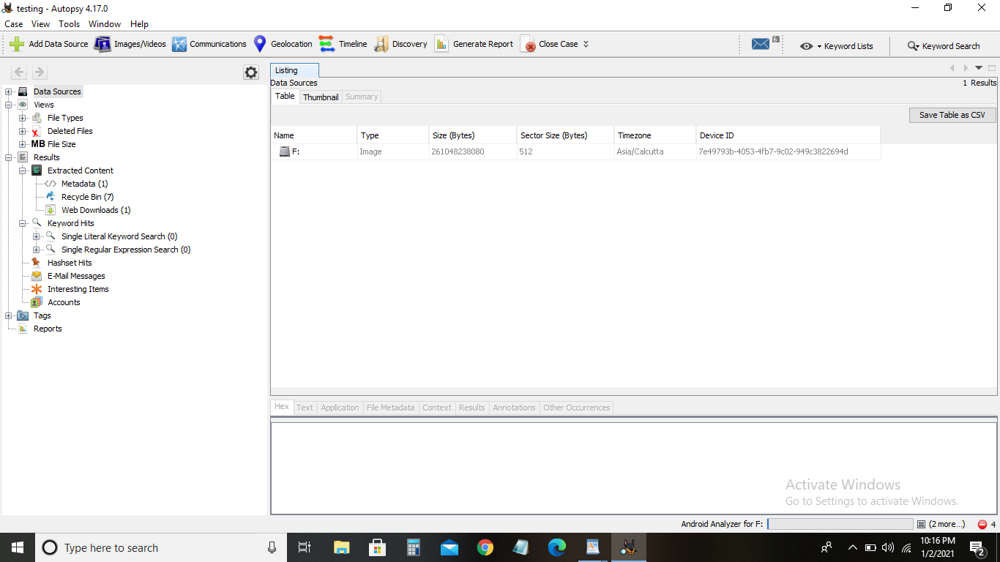 testing - Autopsy 4.17.0
Case View Tools Window Help
Add Data Source Images/Videos Communications Geolocation Timeline Discovery Generate Report Close Case 6 Keyword Lists Keyword Search
Listing
Data Sources 1 Results
Table Thumbnail Summary
Save Table as CSV
Name Type Size (Bytes) Sector Size (Bytes) Timezone Device ID
F: Image 261048238080 512 Asia/Calcutta 7e49793b-4053-4fb7-9c02-949c3822694d
Data Sources
Views
File Types
Deleted Files
MB File Size
Results
Extracted Content
Metadata (1)
Recycle Bin (7)
Web Downloads (1)
Keyword Hits
Single Literal Keyword Search (0)
Single Regular Expression Search (0)
Hashset Hits
E-Mail Messages
Interesting Items
Accounts
Tags
Reports
Hex Text Application File Metadata Context Results Annotations Other Occurrences
Activate Windows
Go to Settings to activate Windows.
Android Analyzer for F: (2 more...) 4
Type here to search
10:16 PM
1/2/2021
2